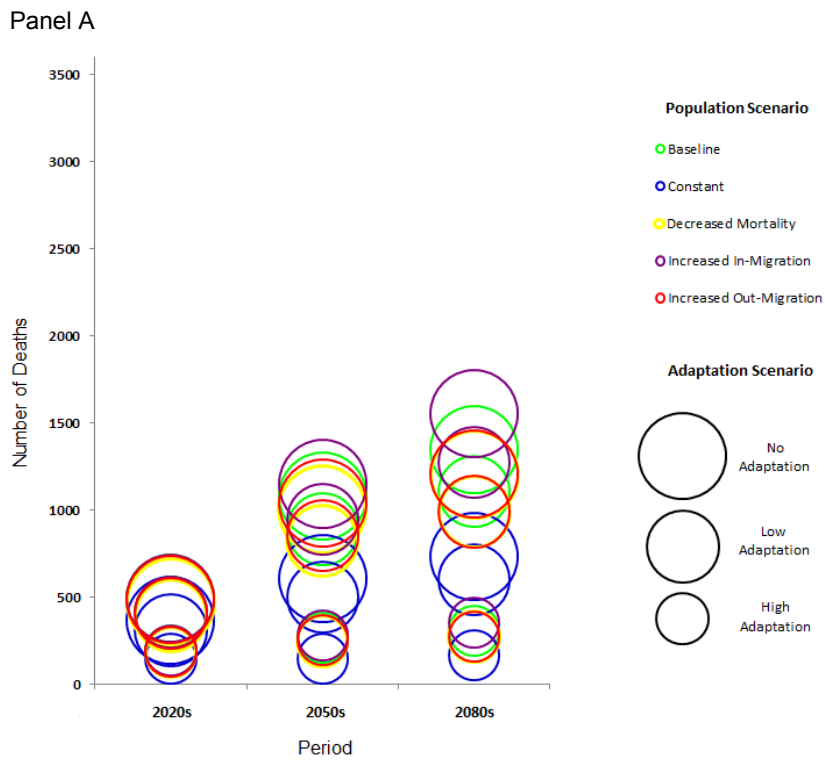 Panel A
3500
3000
2500
2000
1500
1000
500
0
Number of Deaths
2020s
2050s
2080s
Period
Population Scenario
Baseline
Constant
Decreased Mortality
Increased In-Migration
Increased Out-Migration
Adaptation Scenario
No
Adaptation
Low
Adaptation
High
Adaptation